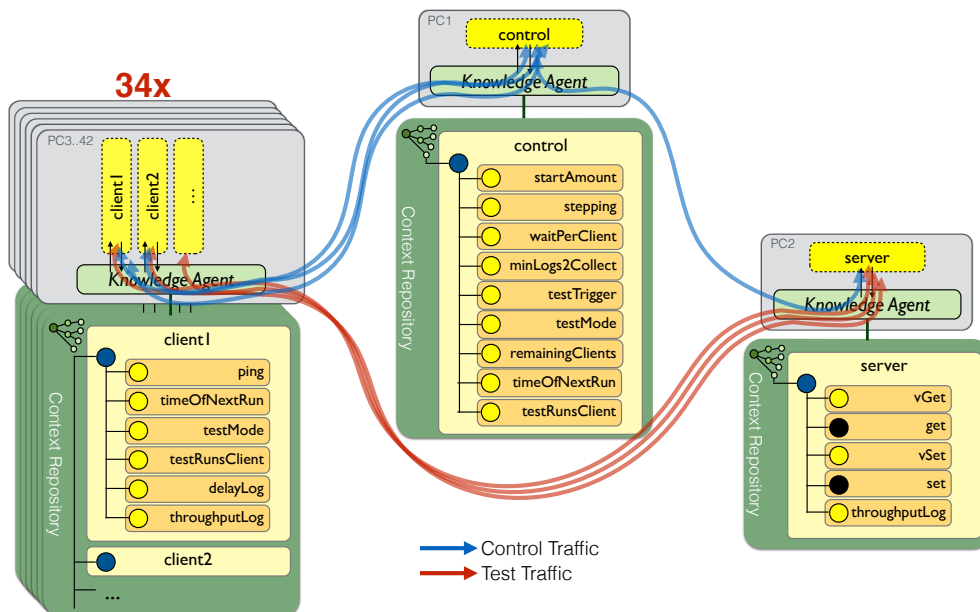 34x
PC3..42
client1
client2
...
Knowledge Agent
Context Repository
client1
ping
timeOfNextRun
testMode
testRunsClient
delayLog
throughputLog
client2
...
PC1
control
Knowledge Agent
Context Repository
control
startAmount
stepping
waitPerClient
minLogs2Collect
testTrigger
testMode
remainingClients
timeOfNextRun
testRunsClient
PC2
server
Knowledge Agent
Context Repository
server
vGet
get
vSet
set
throughputLog
Control Traffic
Test Traffic